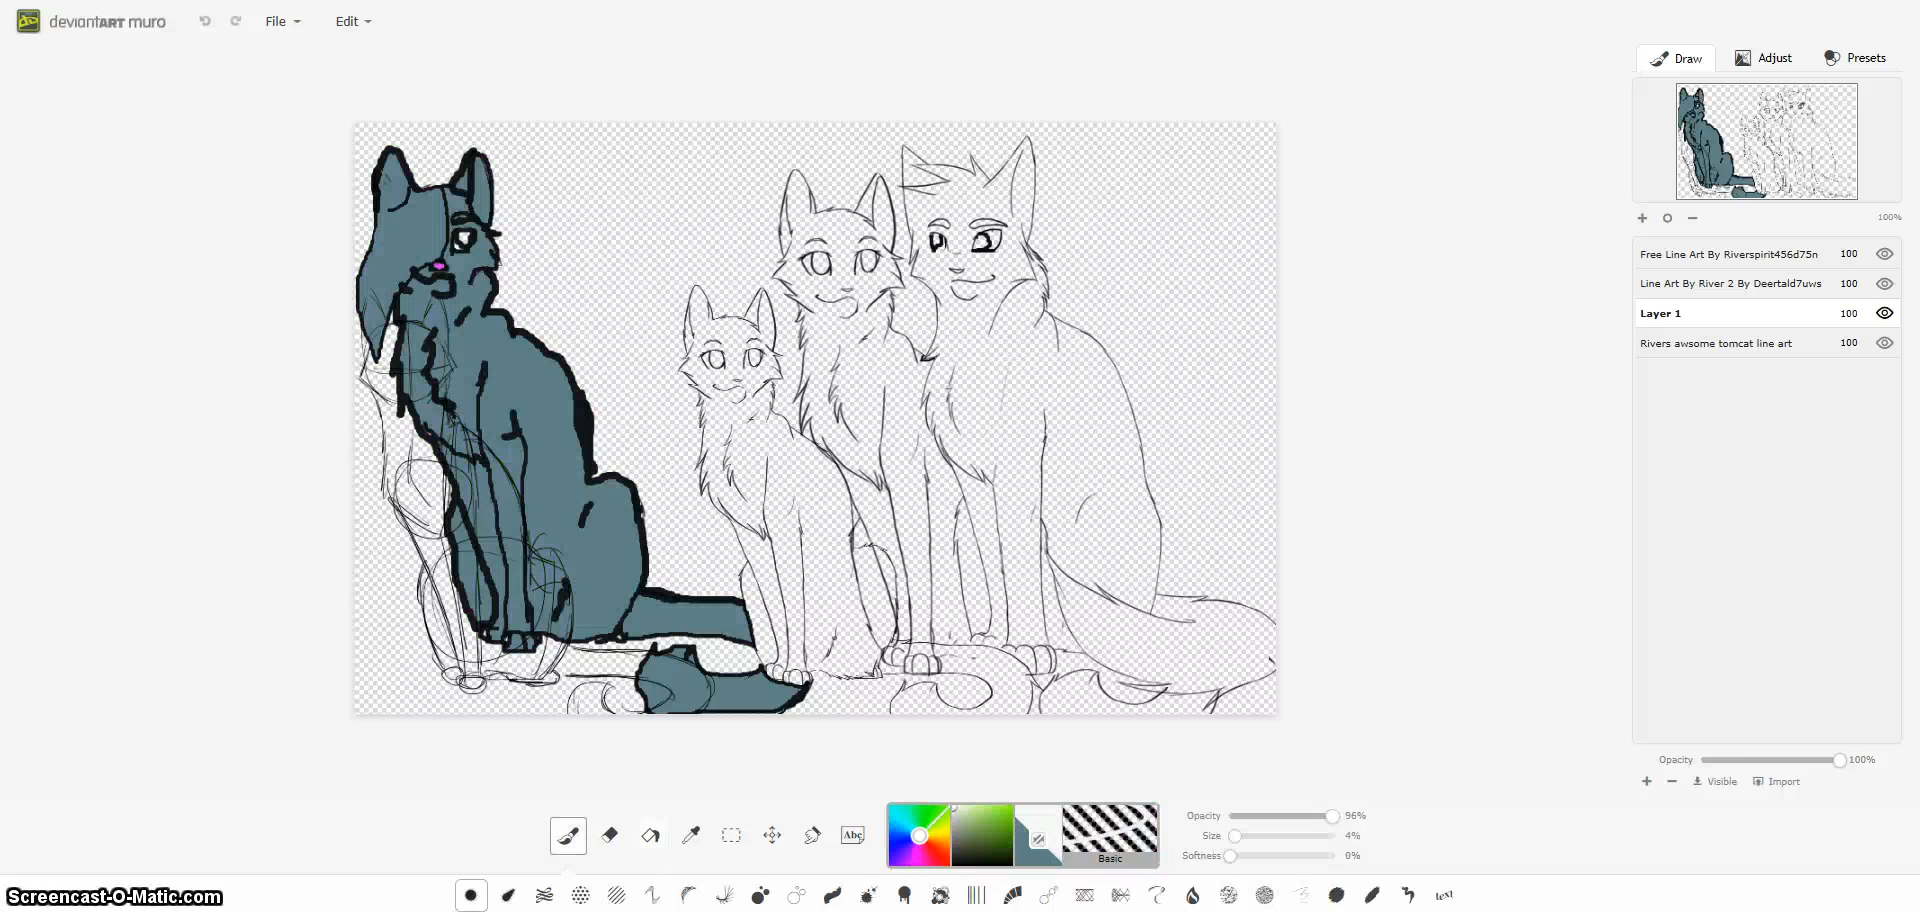 deviantART muro
File
Edit
Draw
Adjust
Presets
100%
Free Line Art By Riverspirit456d75n 100
Line Art By River 2 By Deertald7uws 100
Layer 1 100
Rivers awsome tomcat line art 100
Opacity 100%
Visible
Import
Abc
Basic
Opacity 96%
Size 4%
Softness 0%
text
Screencast-O-Matic.com